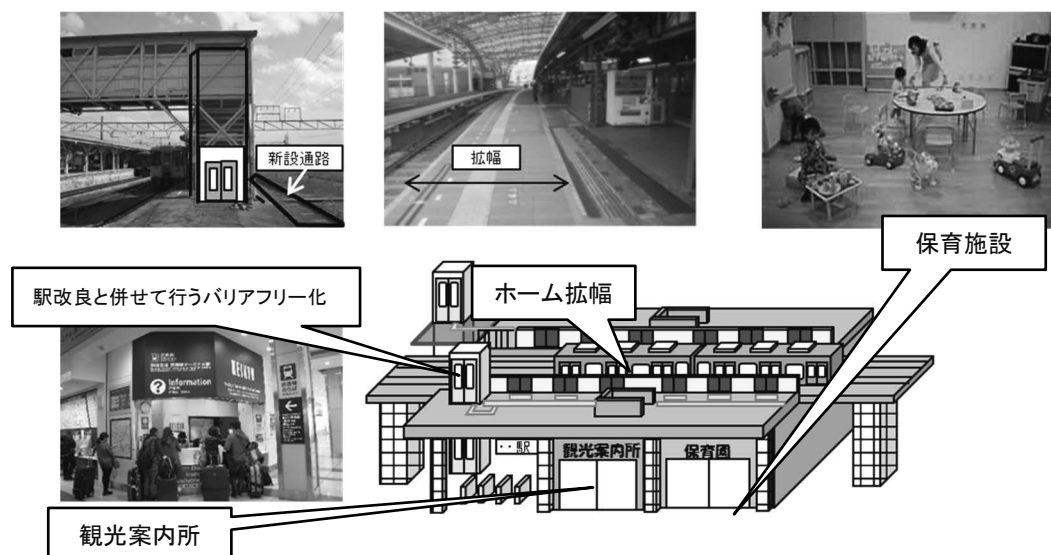 新設通路
拡幅
保育施設
駅改良と併せて行うバリアフリー化
ホーム拡幅
Information
観光案内所
保育園
・・駅
観光案内所